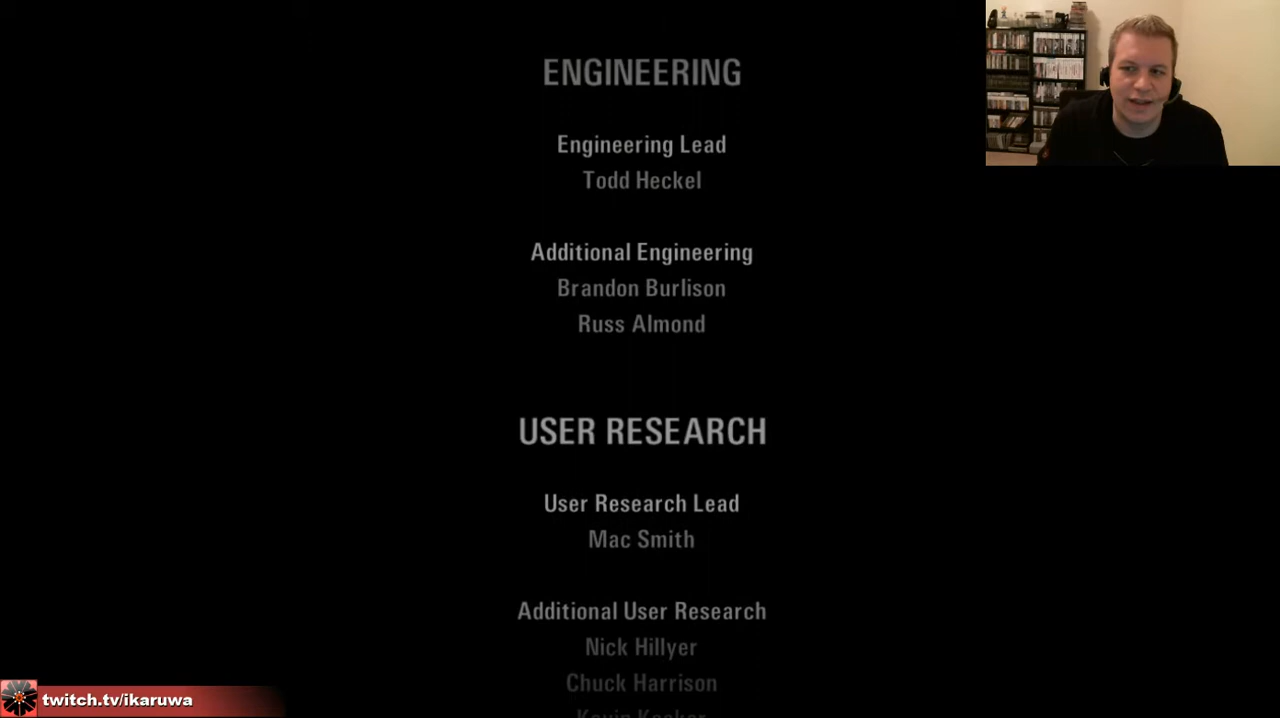 ENGINEERING
Engineering Lead
Todd Heckel
Additional Engineering
Brandon Burlison
Russ Almond
USER RESEARCH
User Research Lead
Mac Smith
Additional User Research
Nick Hillyer
Chuck Harrison
twitch.tv/ikaruwa